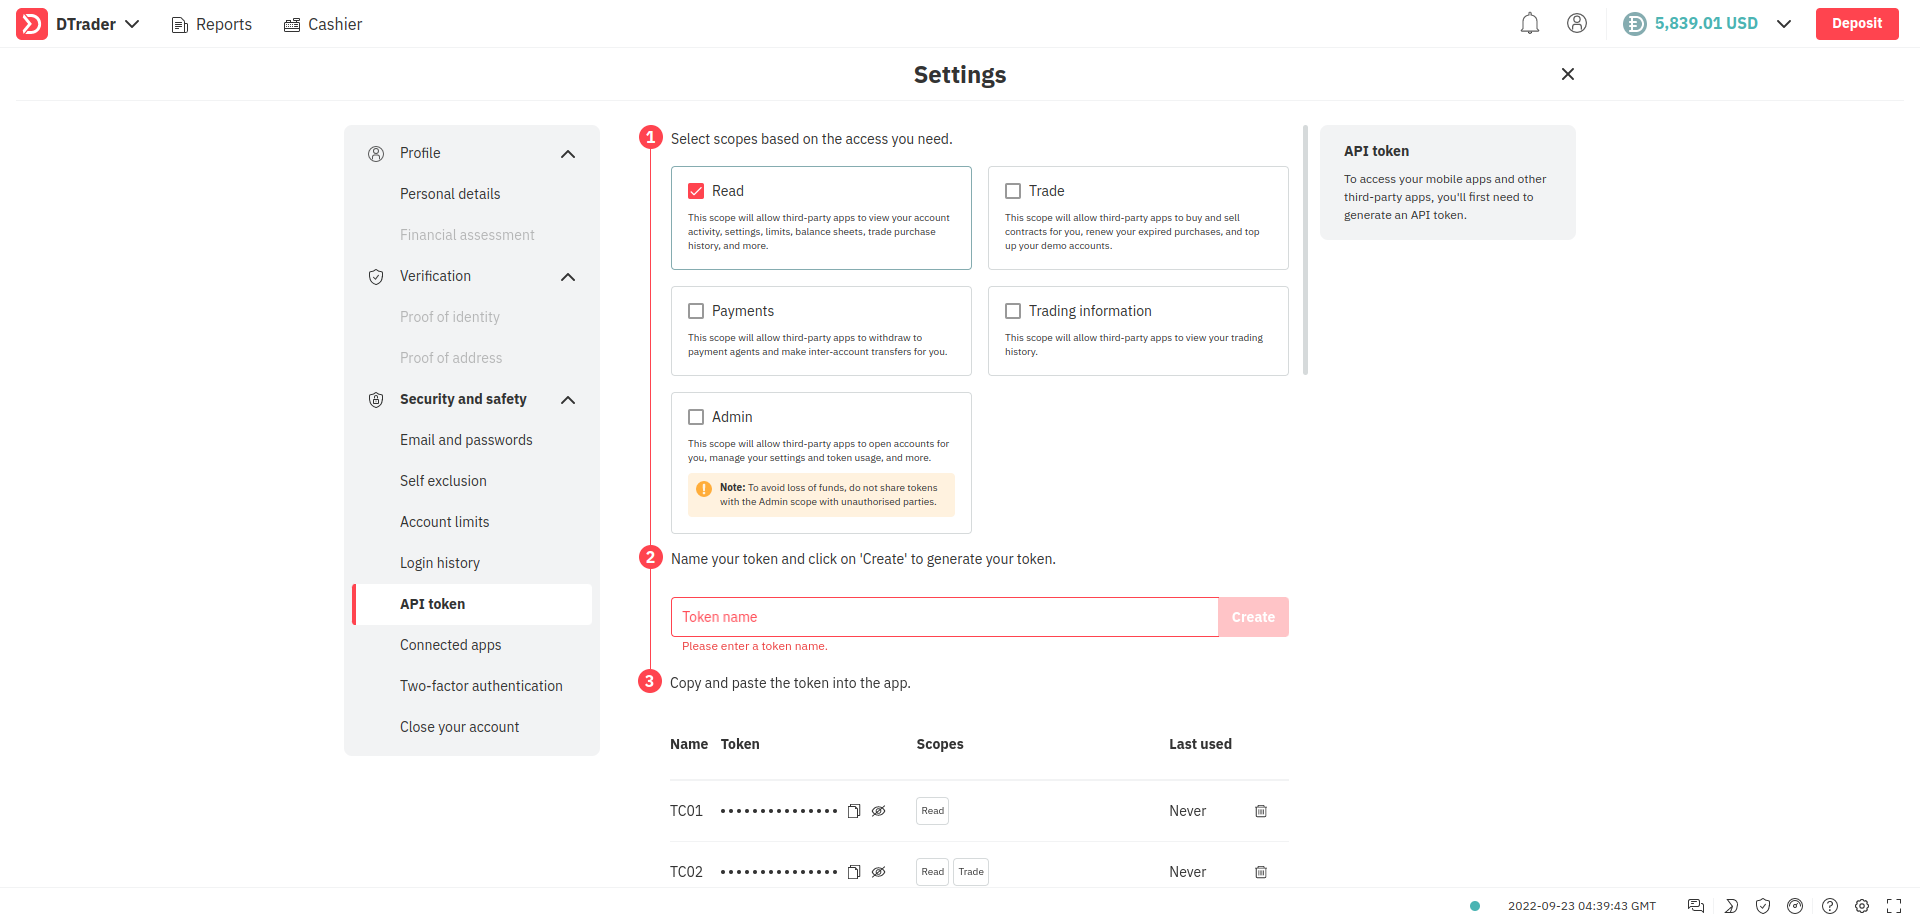 DTrader
Reports
Cashier
5,839.01 USD
Deposit
Settings
Profile
Personal details
Financial assessment
Verification
Proof of identity
Proof of address
Security and safety
Email and passwords
Self exclusion
Account limits
Login history
API token
Connected apps
Two-factor authentication
Close your account
1 Select scopes based on the access you need.
Read
This scope will allow third-party apps to view your account
activity, settings, limits, balance sheets, trade purchase
history, and more.
Trade
This scope will allow third-party apps to buy and sell
contracts for you, renew your expired purchases, and top
up your demo accounts.
Payments
This scope will allow third-party apps to withdraw to
payment agents and make inter-account transfers for you.
Trading information
This scope will allow third-party apps to view your trading
history.
Admin
This scope will allow third-party apps to open accounts for
you, manage your settings and token usage, and more.
Note: To avoid loss of funds, do not share tokens
with the Admin scope with unauthorised parties.
2 Name your token and click on 'Create' to generate your token.
Token name
Create
Please enter a token name.
3 Copy and paste the token into the app.
Name Token Scopes Last used
TC01 ••••••••••••••• Read Never
TC02 ••••••••••••••• Read Trade Never
API token
To access your mobile apps and other
third-party apps, you'll first need to
generate an API token.
2022-09-23 04:39:43 GMT